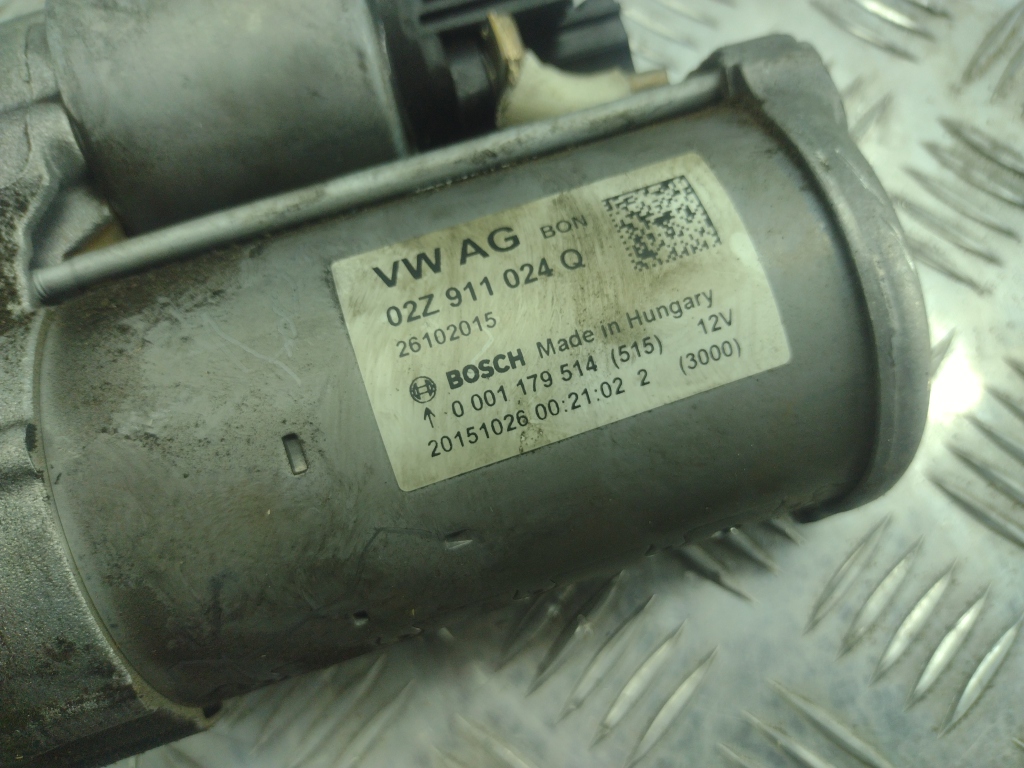 VW AG BON
02Z 911 024 Q
26102015
BOSCH Made in Hungary
↑ 0 001 179 514 (515) 12V
20151026 00:21:02 2 (3000)